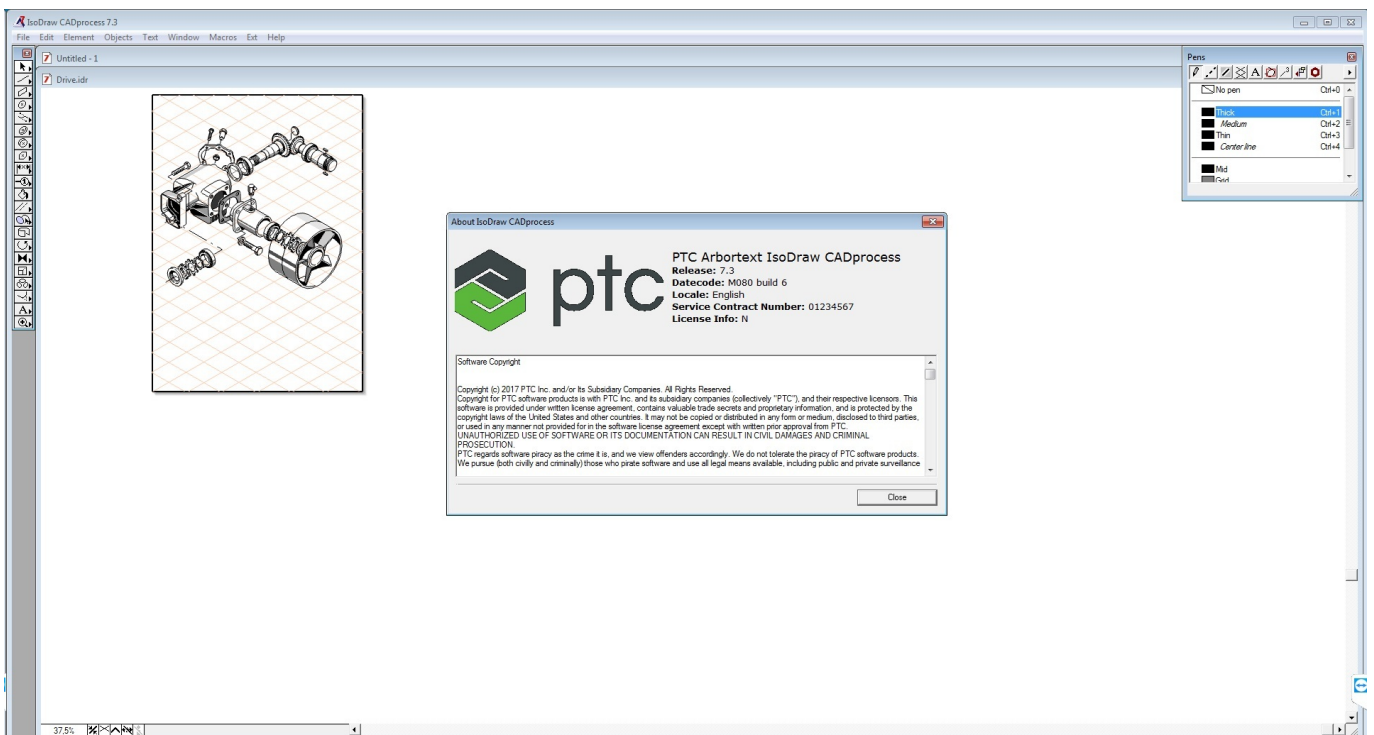 IsoDraw CADprocess 7.3
File Edit Element Objects Text Window Macros Ext Help
7 Untitled - 1
7 Drive.idr
Pens
No pen Ctrl+0
Thick Ctrl+1
Medium Ctrl+2
Thin Ctrl+3
Center line Ctrl+4
Mid
Grid
About IsoDraw CADprocess
ptc
PTC Arbortext IsoDraw CADprocess
Release: 7.3
Datecode: M080 build 6
Locale: English
Service Contract Number: 01234567
License Info: N
Software Copyright
Copyright (c) 2017 PTC Inc. and/or Its Subsidiary Companies. All Rights Reserved.
Copyright for PTC software products is with PTC Inc. and its subsidiary companies (collectively "PTC"), and their respective licensors. This
software is provided under written license agreement, contains valuable trade secrets and proprietary information, and is protected by the
copyright laws of the United States and other countries. It may not be copied or distributed in any form or medium, disclosed to third parties,
or used in any manner not provided for in the software license agreement except with written prior approval from PTC.
UNAUTHORIZED USE OF SOFTWARE OR ITS DOCUMENTATION CAN RESULT IN CIVIL DAMAGES AND CRIMINAL
PROSECUTION.
PTC regards software piracy as the crime it is, and we view offenders accordingly. We do not tolerate the piracy of PTC software products.
We pursue (both civilly and criminally) those who pirate software and use all legal means available, including public and private surveillance
Close
37,5%